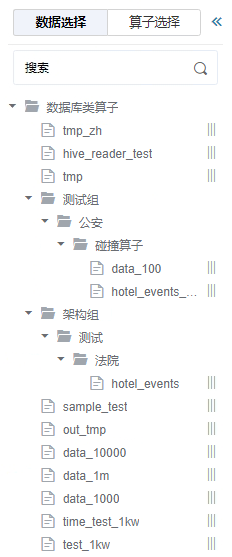 数据选择 算子选择
搜索
数据库类算子
tmp_zh
hive_reader_test
tmp
测试组
公安
碰撞算子
data_100
hotel_events_...
架构组
测试
法院
hotel_events
sample_test
out_tmp
data_10000
data_1m
data_1000
time_test_1kw
test_1kw